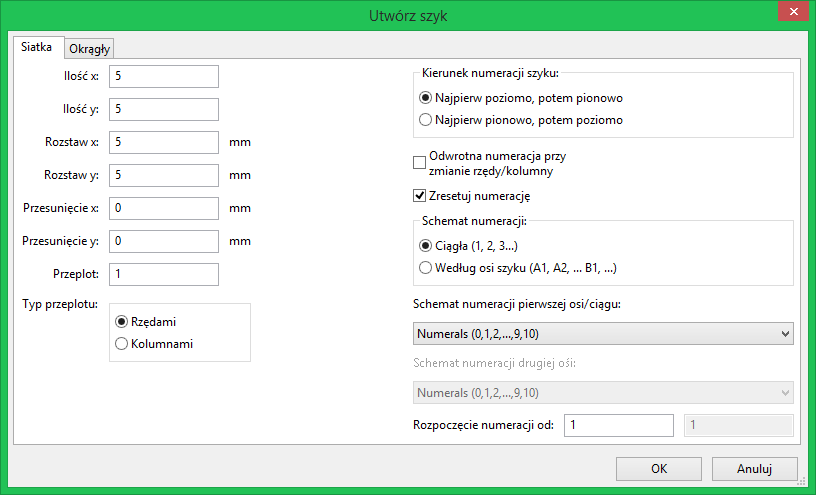 Utwórz szyk
Siatka
Okrągły
Ilość x:
5
Ilość y:
5
Rozstaw x:
5
mm
Rozstaw y:
5
mm
Przesunięcie x:
0
mm
Przesunięcie y:
0
mm
Przeplot:
1
Typ przeplotu:
Rzędami
Kolumnami
Kierunek numeracji szyku:
Najpierw poziomo, potem pionowo
Najpierw pionowo, potem poziomo
Odwrotna numeracja przy
zmianie rzędy/kolumny
Zresetuj numerację
Schemat numeracji:
Ciągła (1, 2, 3...)
Według osi szyku (A1, A2, ... B1, ...)
Schemat numeracji pierwszej osi/ciągu:
Numerals (0,1,2,...,9,10)
Schemat numeracji drugiej ośi:
Numerals (0,1,2,...,9,10)
Rozpoczęcie numeracji od:
1
1
OK
Anuluj